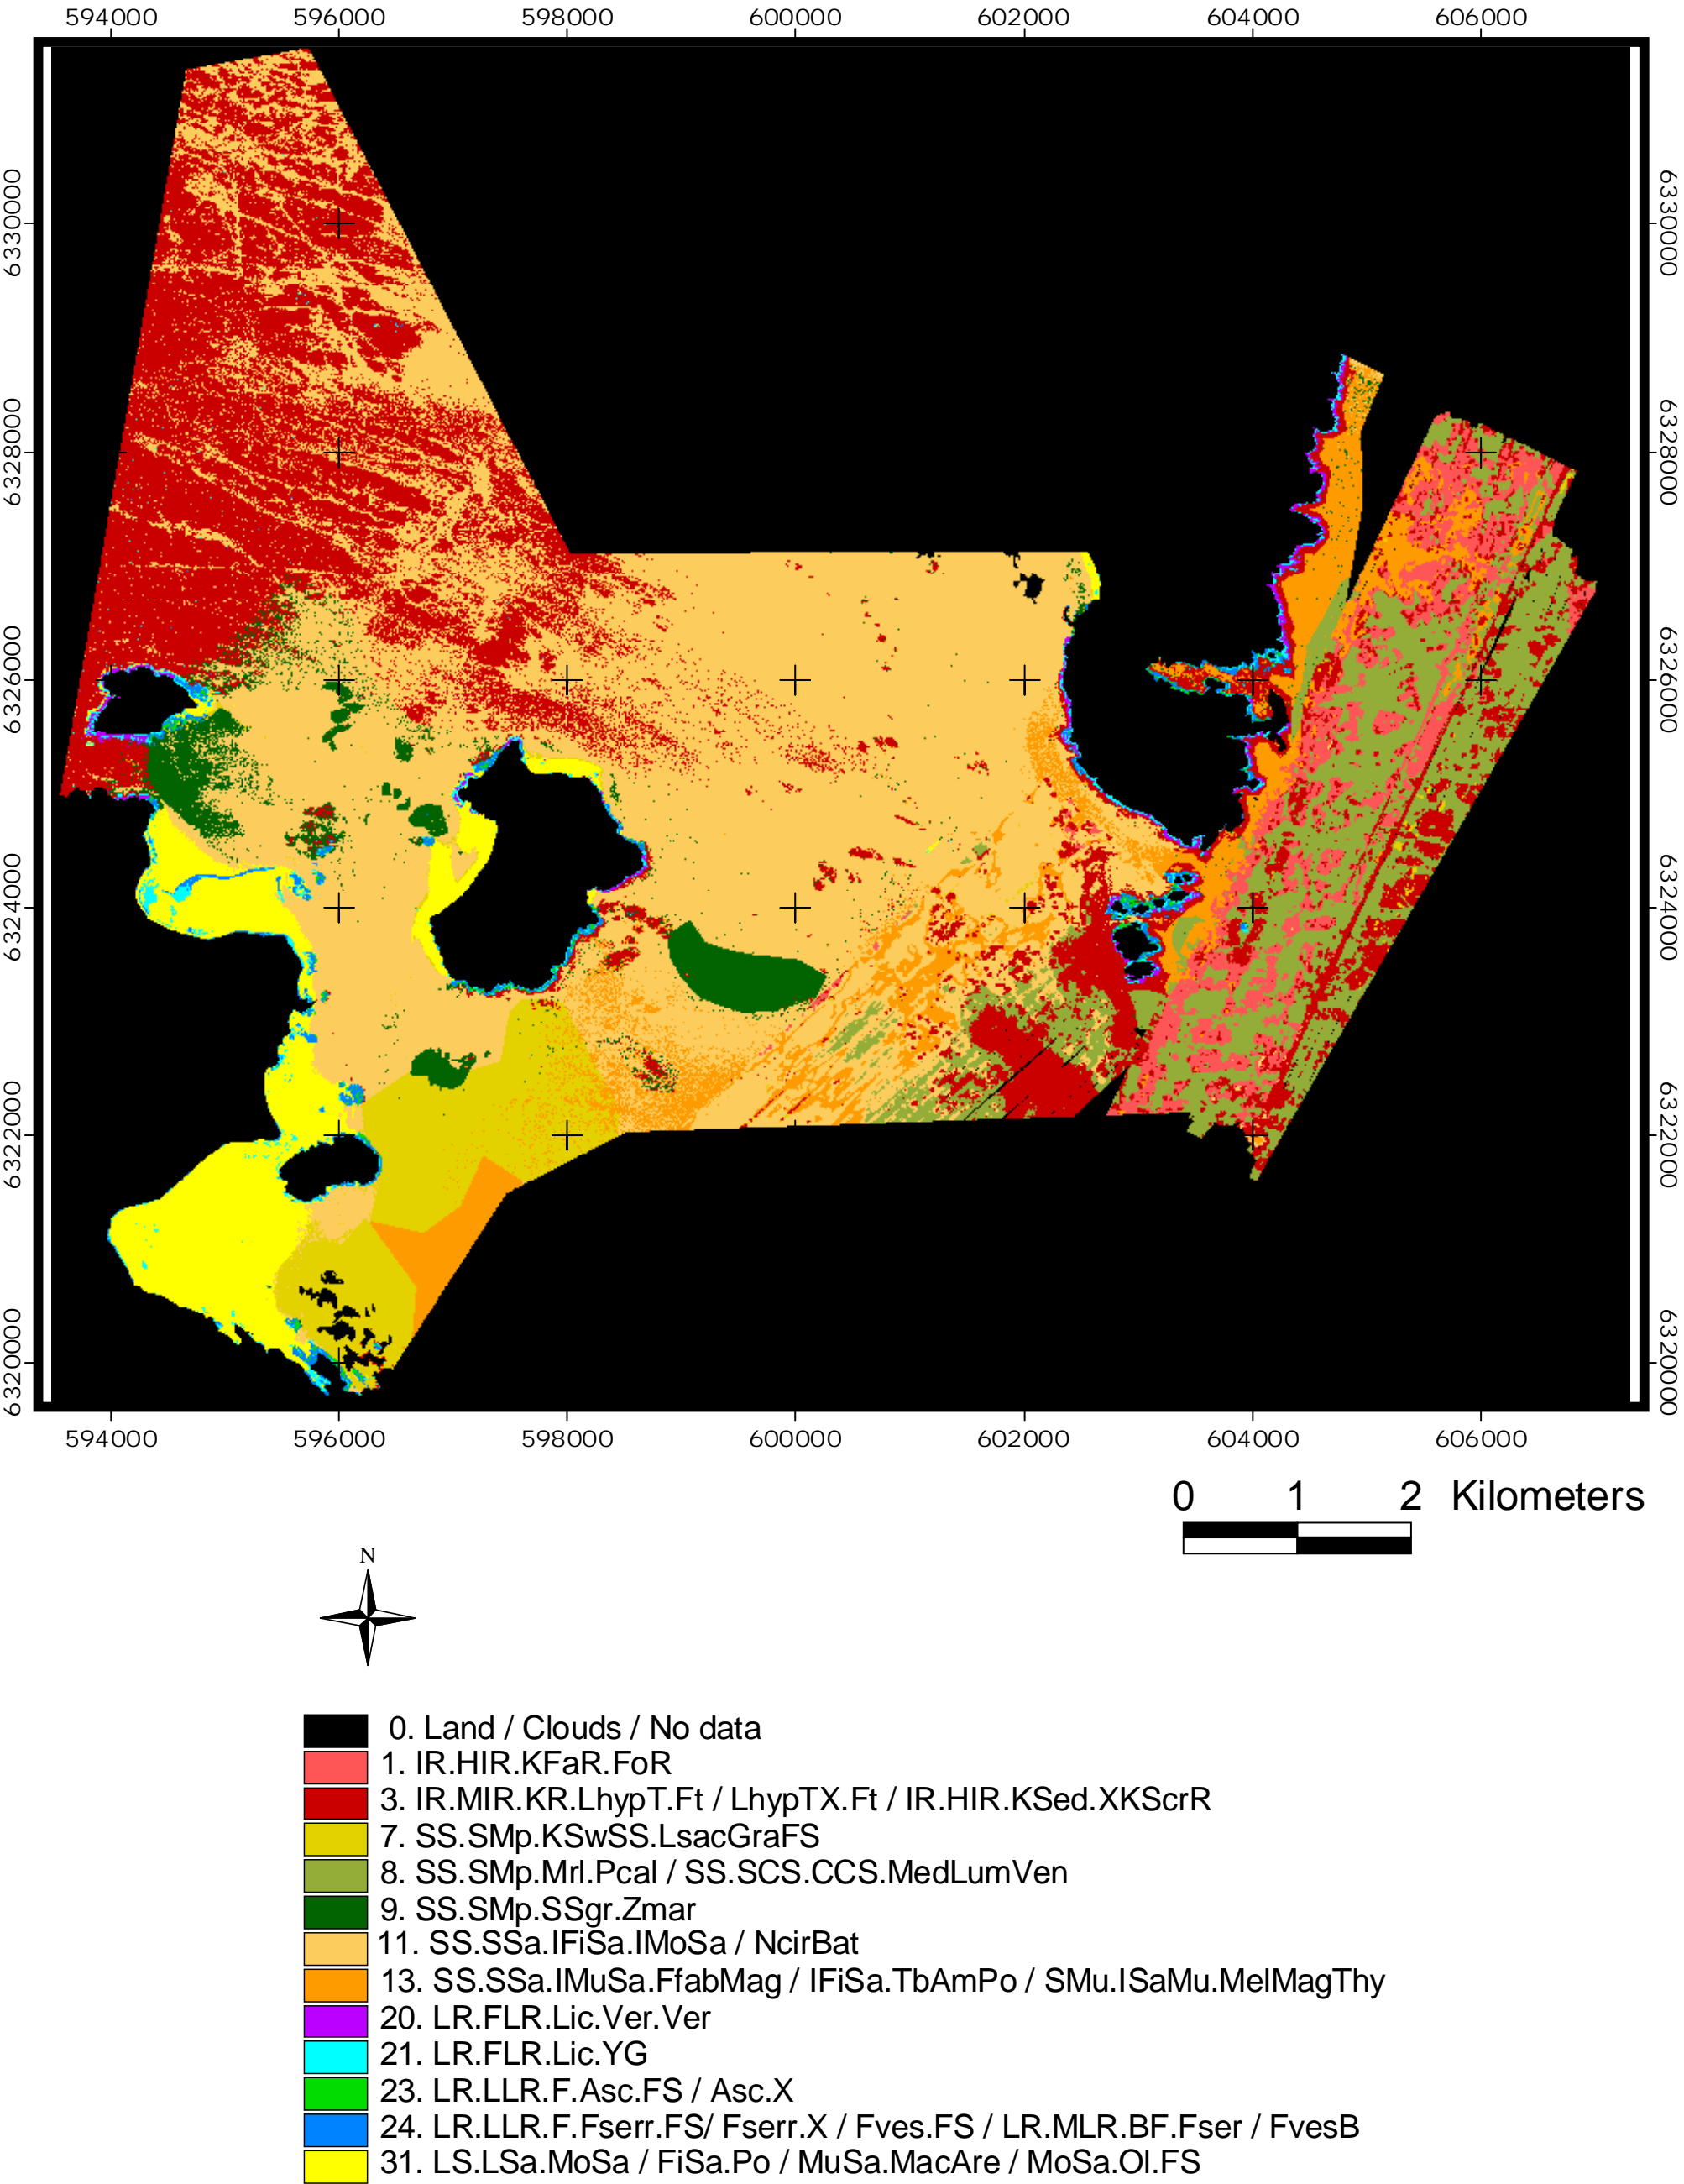 594000 596000 598000 600000 602000 604000 606000
6330000 6330000
6328000 6328000
6326000 6326000
6324000 6324000
6322000 6322000
6320000 6320000
594000 596000 598000 600000 602000 604000 606000
0 1 2 Kilometers
N
0. Land / Clouds / No data
1. IR.HIR.KFaR.FoR
3. IR.MIR.KR.LhypT.Ft / LhypTX.Ft / IR.HIR.KSed.XKScrR
7. SS.SMp.KSwSS.LsacGraFS
8. SS.SMp.Mrl.Pcal / SS.SCS.CCS.MedLumVen
9. SS.SMp.SSgr.Zmar
11. SS.SSa.IFiSa.IMoSa / NcirBat
13. SS.SSa.IMuSa.FfabMag / IFiSa.TbAmPo / SMu.ISaMu.MelMagThy
20. LR.FLR.Lic.Ver.Ver
21. LR.FLR.Lic.YG
23. LR.LLR.F.Asc.FS / Asc.X
24. LR.LLR.F.Fserr.FS/ Fserr.X / Fves.FS / LR.MLR.BF.Fser / FvesB
31. LS.LSa.MoSa / FiSa.Po / MuSa.MacAre / MoSa.Ol.FS